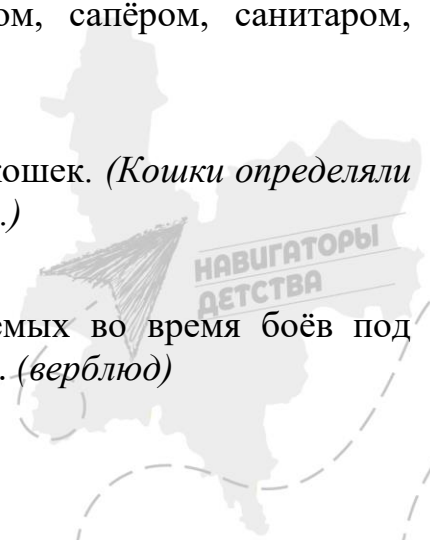 ом, сапёром, санитаром,
кошек. (Кошки определяли
.)
НАВИГАТОРЫ
ДЕТСТВА
емых во время боёв под
. (верблюд)